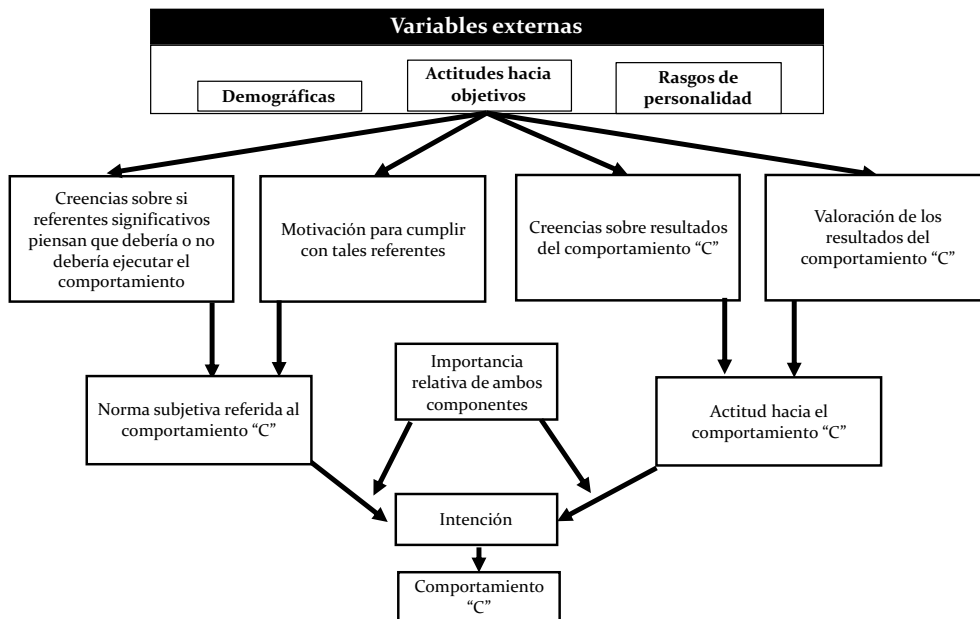 Variables externas
Demográficas
Actitudes hacia
objetivos
Rasgos de
personalidad
Creencias sobre si
referentes significativos
piensan que debería o no
debería ejecutar el
comportamiento
Motivación para cumplir
con tales referentes
Creencias sobre resultados
del comportamiento “C”
Valoración de los
resultados del
comportamiento “C”
Norma subjetiva referida al
comportamiento “C”
Importancia
relativa de ambos
componentes
Actitud hacia el
comportamiento “C”
Intención
Comportamiento
“C”